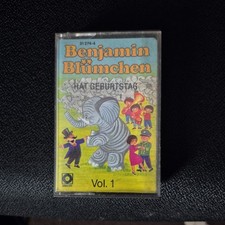 Benjamin
Blümchen
HAT GEBURTSTAG
Vol. 1